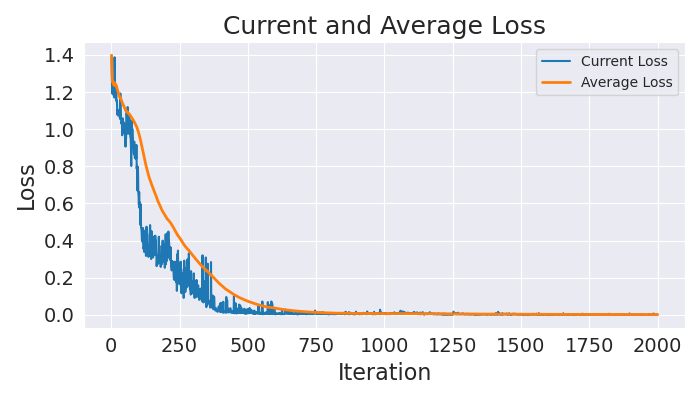 Current and Average Loss
Current Loss
Average Loss
1.4
1.2
1.0
0.8
0.6
0.4
0.2
0.0
Loss
0 250 500 750 1000 1250 1500 1750 2000
Iteration